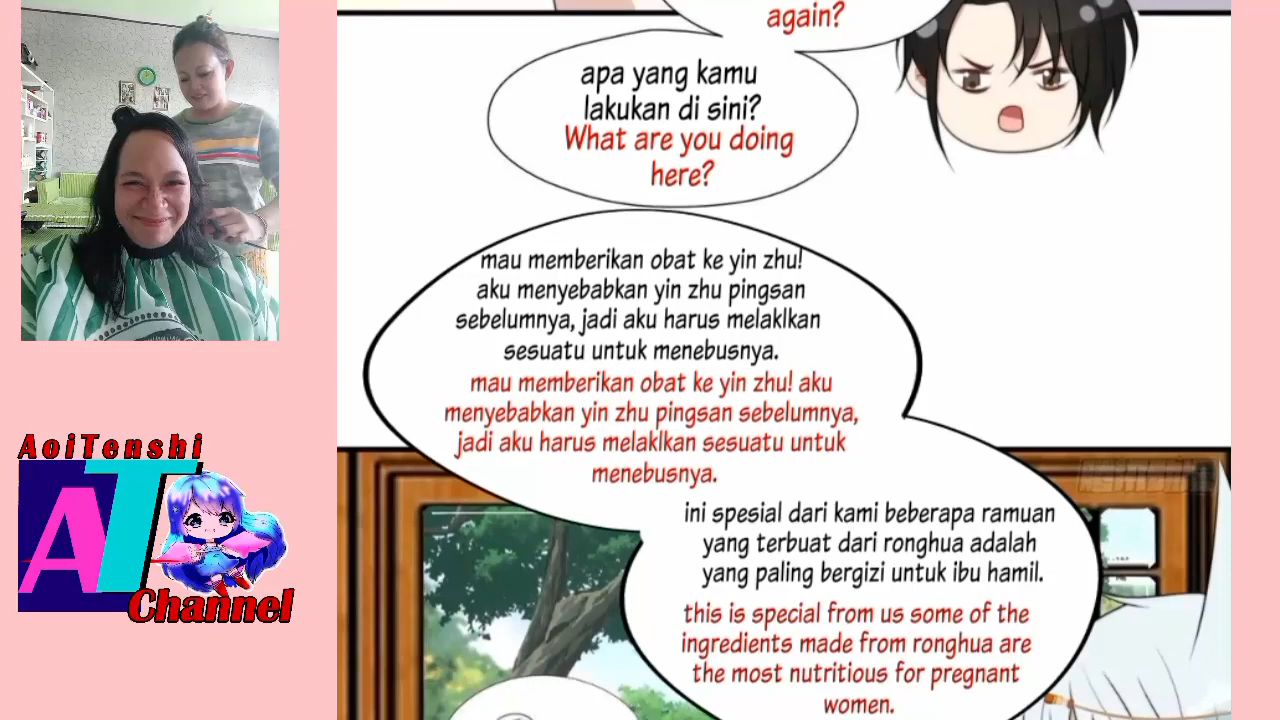 again?
apa yang kamu
lakukan di sini?
What are you doing
here?
mau memberikan obat ke yin zhu!
aku menyebabkan yin zhu pingsan
sebelumnya, jadi aku harus melaklkan
sesuatu untuk menebusnya.
mau memberikan obat ke yin zhu! aku
menyebabkan yin zhu pingsan sebelumnya,
jadi aku harus melaklkan sesuatu untuk
menebusnya.
ini spesial dari kami beberapa ramuan
yang terbuat dari ronghua adalah
yang paling bergizi untuk ibu hamil.
this is special from us some of the
ingredients made from ronghua are
the most nutritious for pregnant
women.
AoiTenshi
AT
Channel